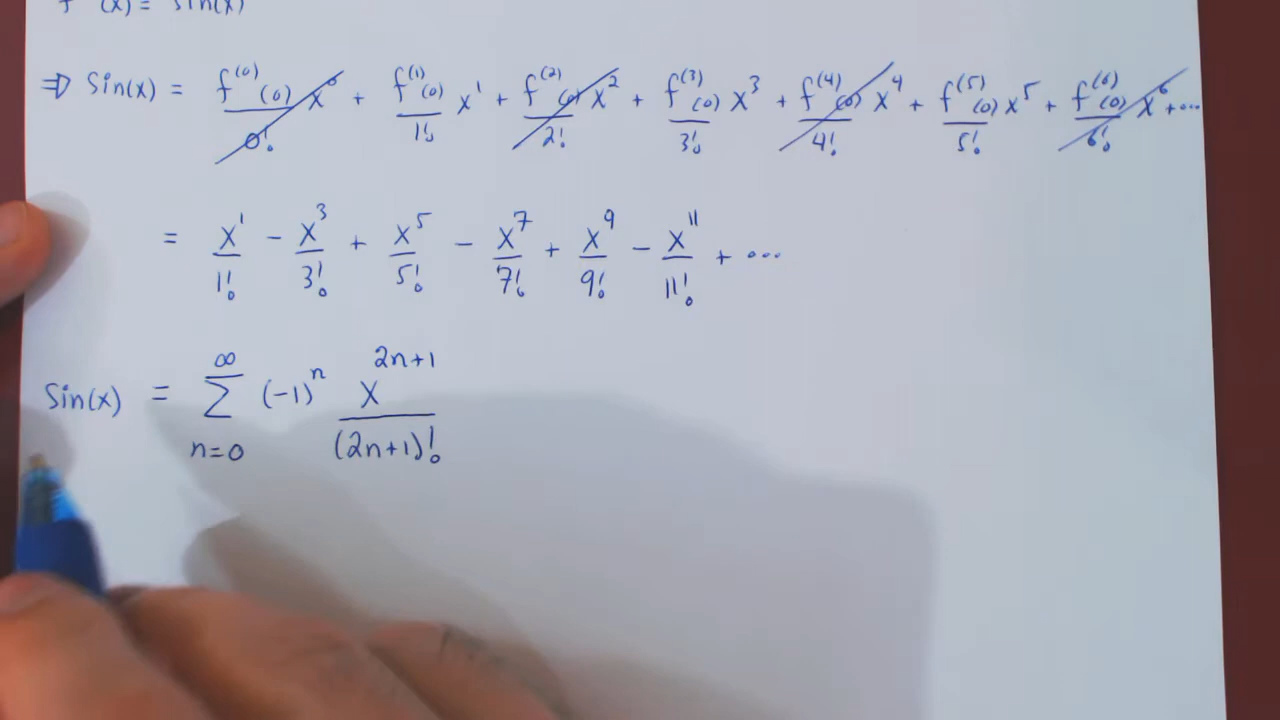 f (x) = sin(x)
⇒ Sin(x) = f^(0)(0)/0! x^0 + f^(1)(0)/1! x^1 + f^(2)(0)/2! x^2 + f^(3)(0)/3! x^3 + f^(4)(0)/4! x^4 + f^(5)(0)/5! x^5 + f^(6)(0)/6! x^6 + ...
= x^1/1! - x^3/3! + x^5/5! - x^7/7! + x^9/9! - x^11/11! + ...
Sin(x) = ∑_{n=0}^{∞} (-1)^n x^{2n+1}/(2n+1)!